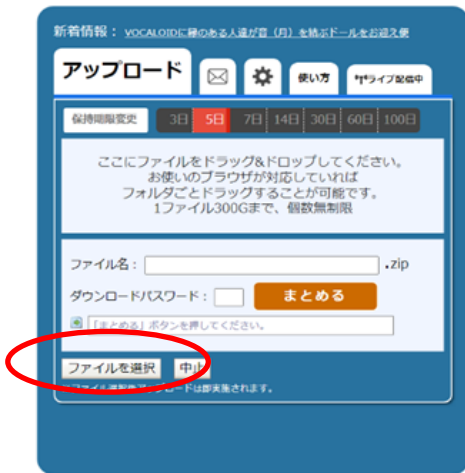 新着情報： VOCALOIDに縁のある人達が音（月）を結ぶドールをお迎え便
アップロード 使い方 ライブ配信中
保持期限変更 3日 5日 7日 14日 30日 60日 100日
ここにファイルをドラッグ&ドロップしてください。
お使いのブラウザが対応していれば
フォルダごとドラッグすることが可能です。
1ファイル300Gまで、個数無制限
ファイル名： .zip
ダウンロードパスワード： まとめる
「まとめる」ボタンを押してください。
ファイルを選択 中止
ファイル選択後アップロードは即実施されます。